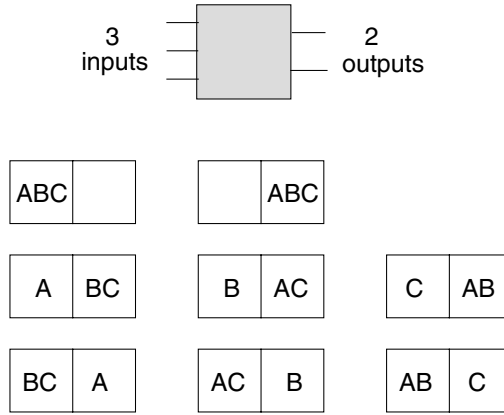 3
inputs
2
outputs
ABC
ABC
A BC
B AC
C AB
BC A
AC B
AB C